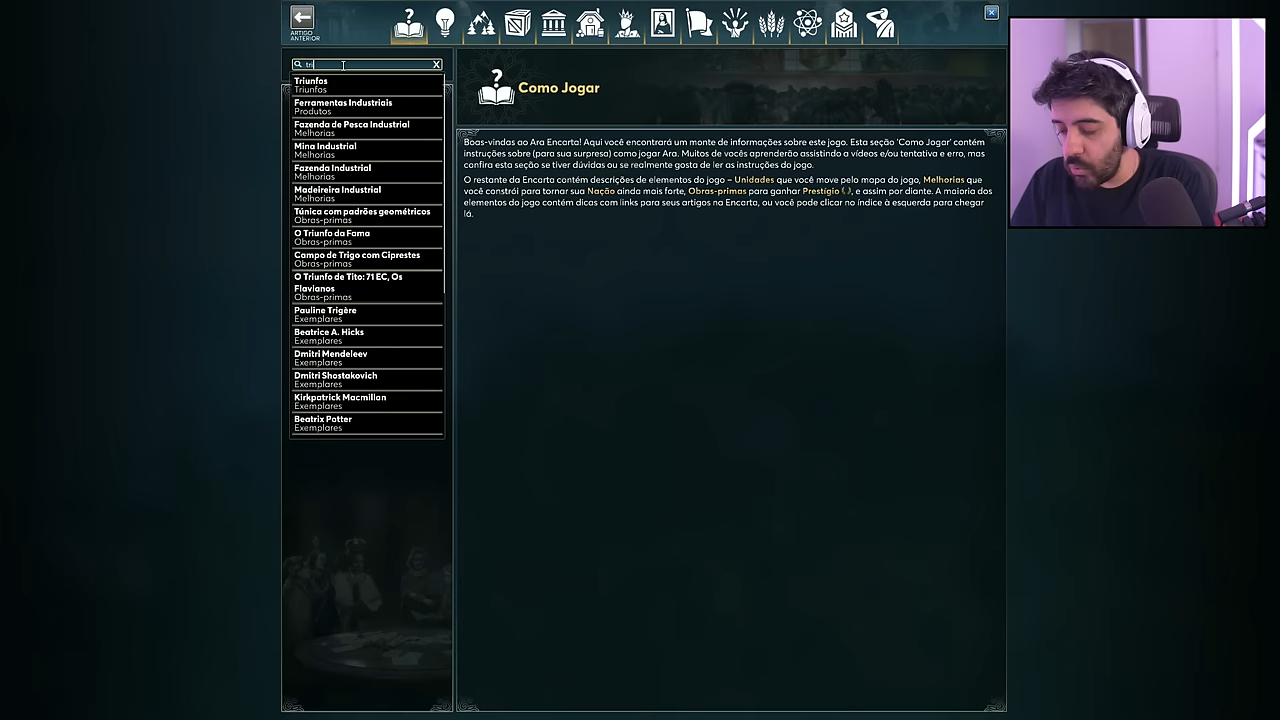 ARTIGO
ANTERIOR
tri
X
Triunfos
Triunfos
Ferramentas Industriais
Produtos
Fazenda de Pesca Industrial
Melhorias
Mina Industrial
Melhorias
Fazenda Industrial
Melhorias
Madeireira Industrial
Melhorias
Túnica com padrões geométricos
Obras-primas
O Triunfo da Fama
Obras-primas
Campo de Trigo com Ciprestes
Obras-primas
O Triunfo de Tito: 71 EC, Os
Flavianos
Obras-primas
Pauline Trigère
Exemplares
Beatrice A. Hicks
Exemplares
Dmitri Mendeleev
Exemplares
Dmitri Shostakovich
Exemplares
Kirkpatrick Macmillan
Exemplares
Beatrix Potter
Exemplares
Como Jogar
Boas-vindas ao Ara Encarta! Aqui você encontrará um monte de informações sobre este jogo. Esta seção 'Como Jogar' contém
instruções sobre (para sua surpresa) como jogar Ara. Muitos de vocês aprenderão assistindo a vídeos e/ou tentativa e erro, mas
confira esta seção se tiver dúvidas ou se realmente gosta de ler as instruções do jogo.
O restante da Encarta contém descrições de elementos do jogo – Unidades que você move pelo mapa do jogo, Melhorias que
você constrói para tornar sua Nação ainda mais forte, Obras-primas para ganhar Prestígio, e assim por diante. A maioria dos
elementos do jogo contém dicas com links para seus artigos na Encarta, ou você pode clicar no índice à esquerda para chegar
lá.